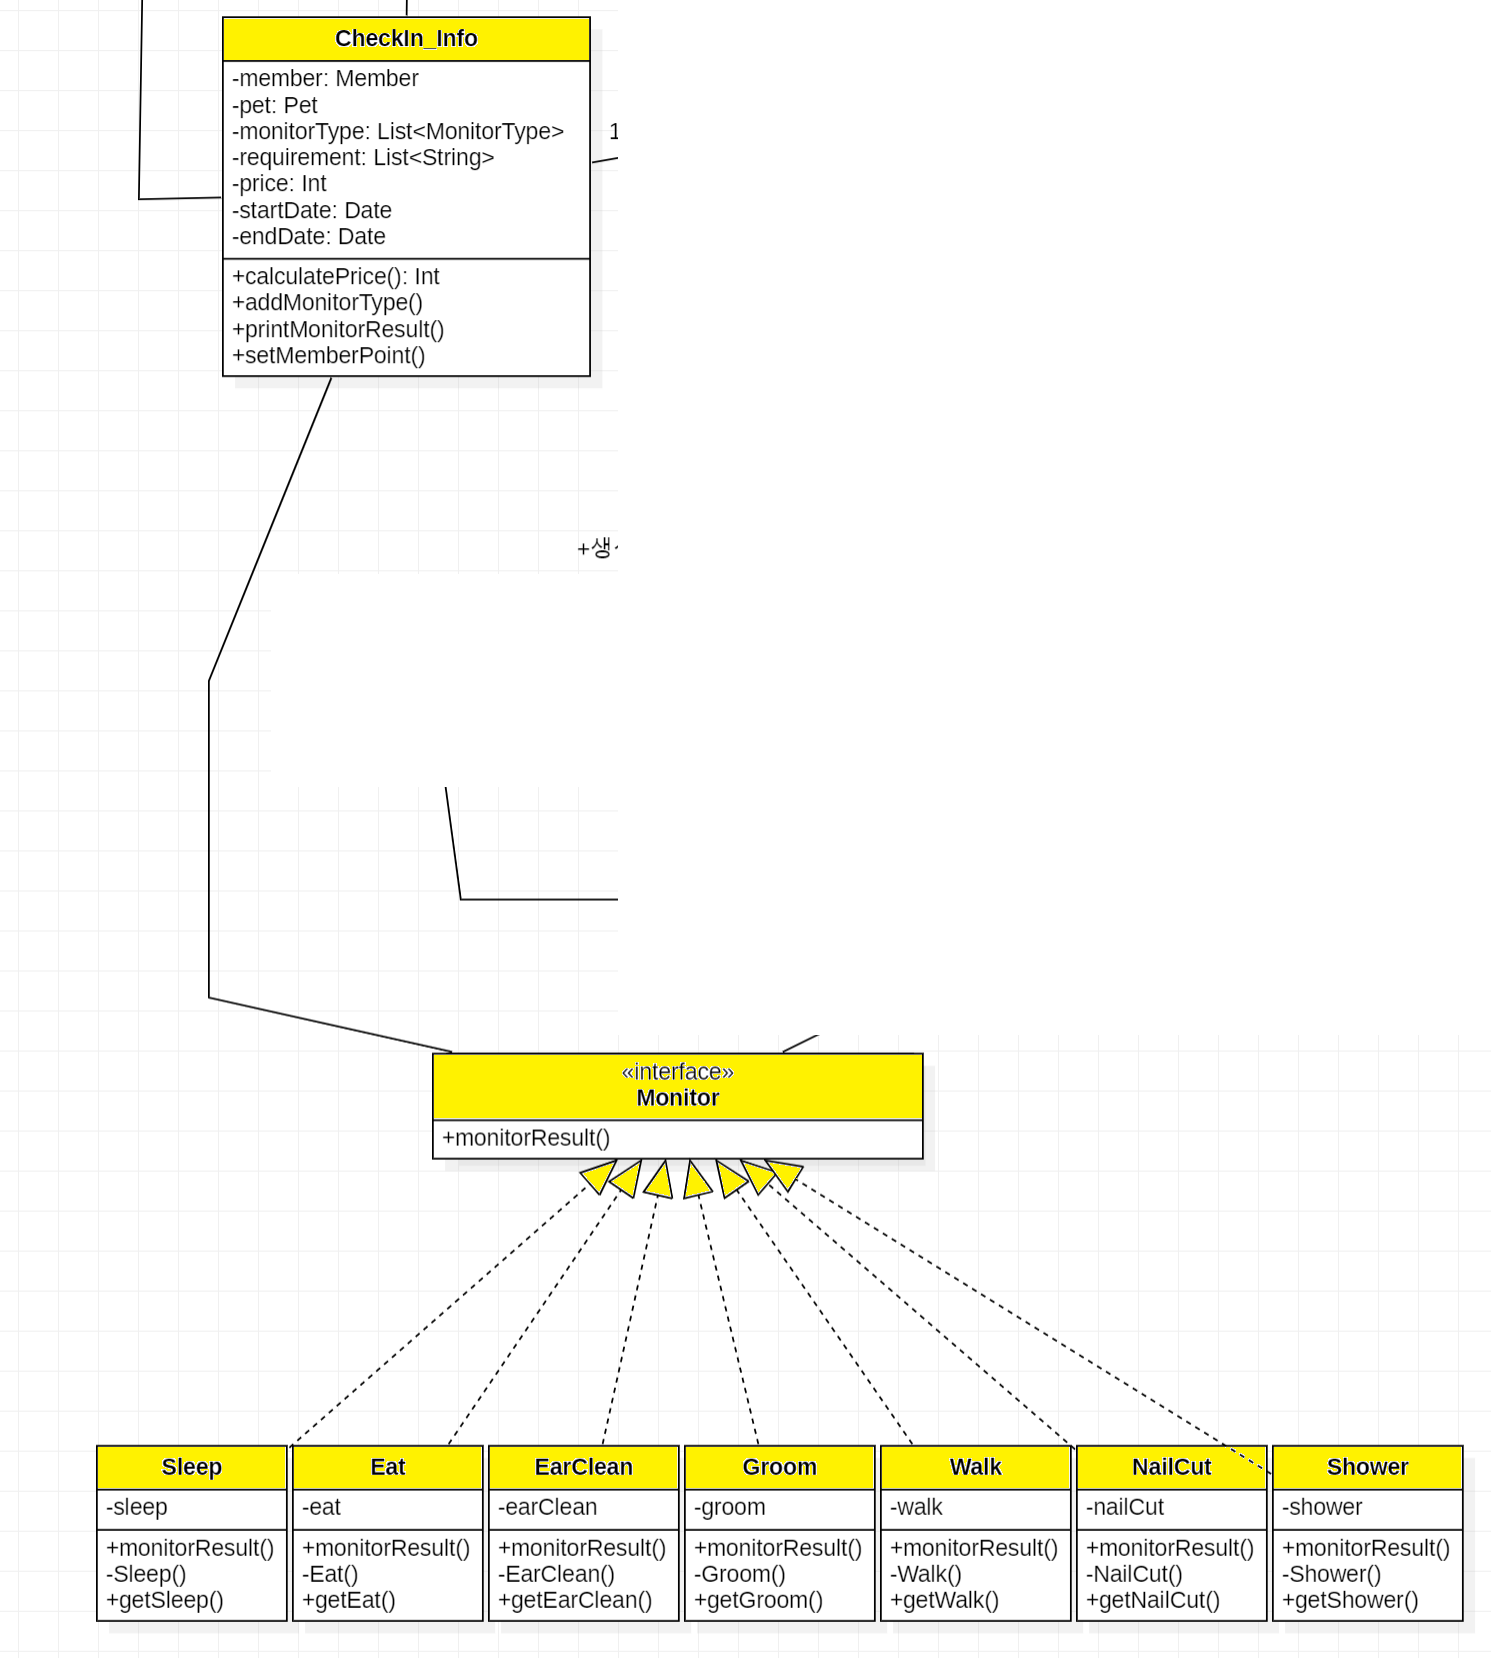 CheckIn_Info
-member: Member
-pet: Pet
-monitorType: List<MonitorType>
-requirement: List<String>
-price: Int
-startDate: Date
-endDate: Date
+calculatePrice(): Int
+addMonitorType()
+printMonitorResult()
+setMemberPoint()
1
+생
«interface»
Monitor
+monitorResult()
Sleep
-sleep
+monitorResult()
-Sleep()
+getSleep()
Eat
-eat
+monitorResult()
-Eat()
+getEat()
EarClean
-earClean
+monitorResult()
-EarClean()
+getEarClean()
Groom
-groom
+monitorResult()
-Groom()
+getGroom()
Walk
-walk
+monitorResult()
-Walk()
+getWalk()
NailCut
-nailCut
+monitorResult()
-NailCut()
+getNailCut()
Shower
-shower
+monitorResult()
-Shower()
+getShower()